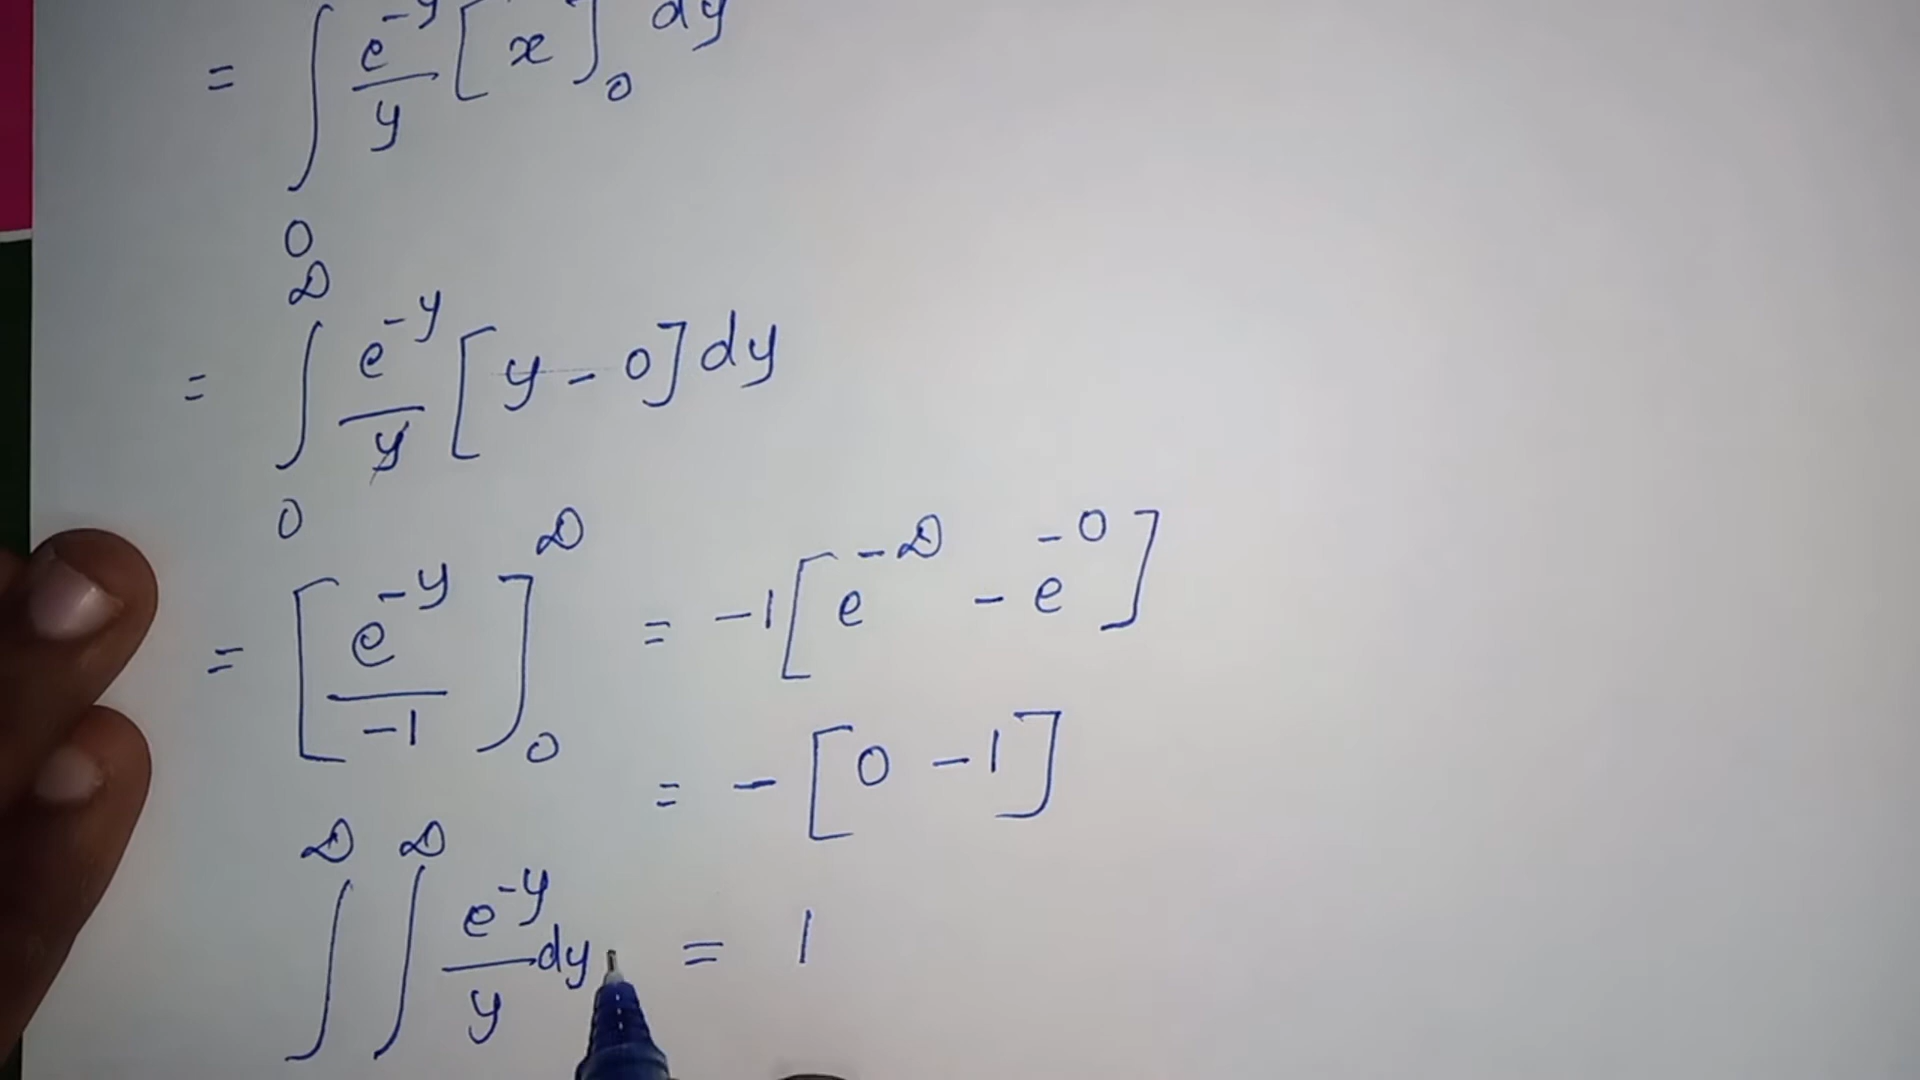 = ∫ e^-y/y [x]_0 dy
0
∞
= ∫ e^-y/y [y - 0] dy
0
= [e^-y/-1]_0^∞ = -1[e^-∞ - e^-0]
= -[0 - 1]
∞ ∞
∫ ∫ e^-y/y dy = 1